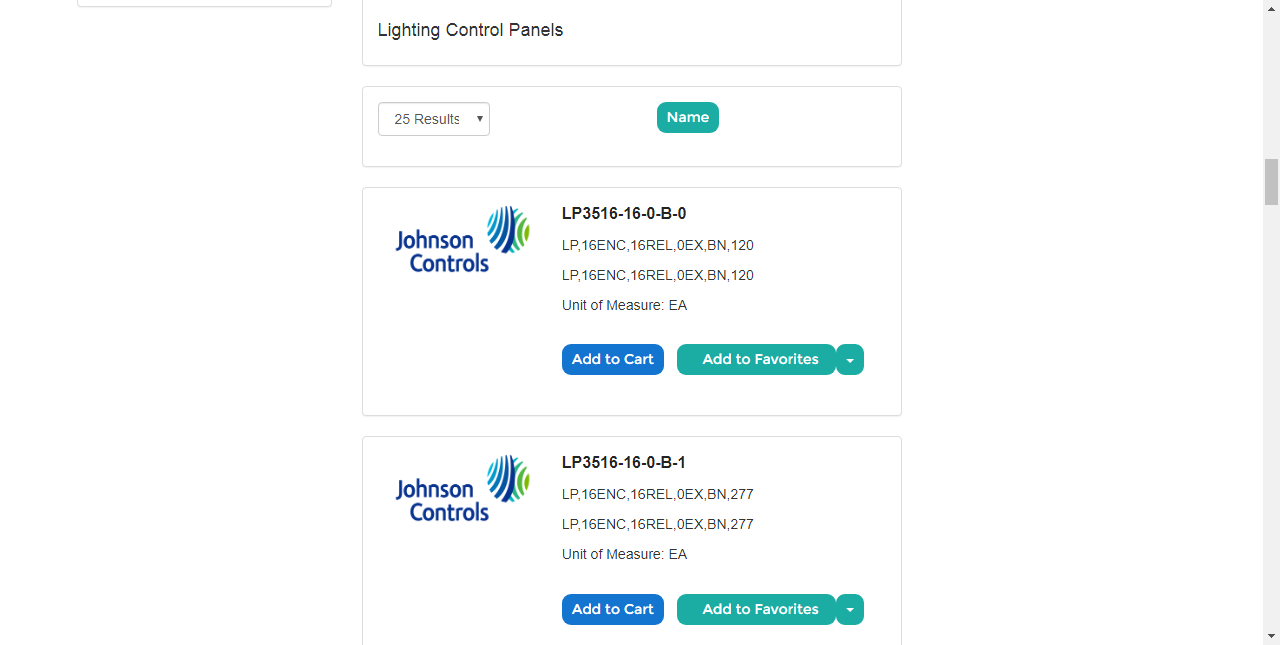 Lighting Control Panels
25 Results
Name
Johnson
Controls
LP3516-16-0-B-0
LP,16ENC,16REL,0EX,BN,120
LP,16ENC,16REL,0EX,BN,120
Unit of Measure: EA
Add to Cart
Add to Favorites
Johnson
Controls
LP3516-16-0-B-1
LP,16ENC,16REL,0EX,BN,277
LP,16ENC,16REL,0EX,BN,277
Unit of Measure: EA
Add to Cart
Add to Favorites